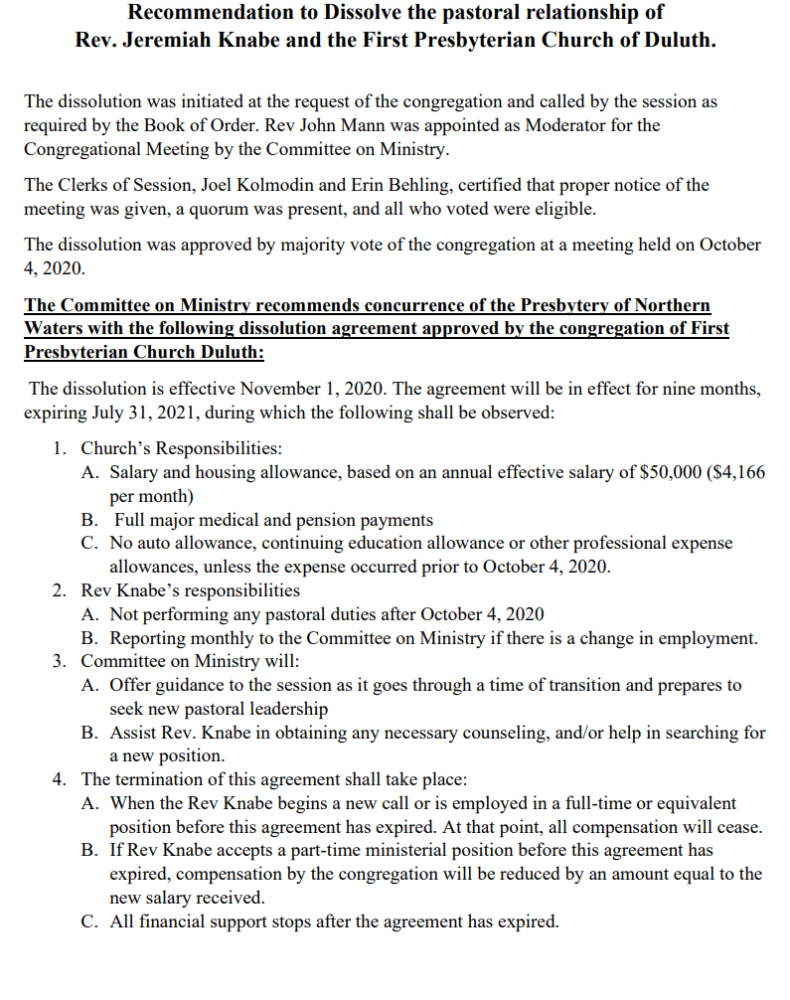 Recommendation to Dissolve the pastoral relationship of
Rev. Jeremiah Knabe and the First Presbyterian Church of Duluth.
The dissolution was initiated at the request of the congregation and called by the session as
required by the Book of Order. Rev John Mann was appointed as Moderator for the
Congregational Meeting by the Committee on Ministry.
The Clerks of Session, Joel Kolmodin and Erin Behling, certified that proper notice of the
meeting was given, a quorum was present, and all who voted were eligible.
The dissolution was approved by majority vote of the congregation at a meeting held on October
4, 2020.
The Committee on Ministry recommends concurrence of the Presbytery of Northern
Waters with the following dissolution agreement approved by the congregation of First
Presbyterian Church Duluth:
The dissolution is effective November 1, 2020. The agreement will be in effect for nine months,
expiring July 31, 2021, during which the following shall be observed:
1. Church’s Responsibilities:
A. Salary and housing allowance, based on an annual effective salary of $50,000 ($4,166
per month)
B. Full major medical and pension payments
C. No auto allowance, continuing education allowance or other professional expense
allowances, unless the expense occurred prior to October 4, 2020.
2. Rev Knabe’s responsibilities
A. Not performing any pastoral duties after October 4, 2020
B. Reporting monthly to the Committee on Ministry if there is a change in employment.
3. Committee on Ministry will:
A. Offer guidance to the session as it goes through a time of transition and prepares to
seek new pastoral leadership
B. Assist Rev. Knabe in obtaining any necessary counseling, and/or help in searching for
a new position.
4. The termination of this agreement shall take place:
A. When the Rev Knabe begins a new call or is employed in a full-time or equivalent
position before this agreement has expired. At that point, all compensation will cease.
B. If Rev Knabe accepts a part-time ministerial position before this agreement has
expired, compensation by the congregation will be reduced by an amount equal to the
new salary received.
C. All financial support stops after the agreement has expired.